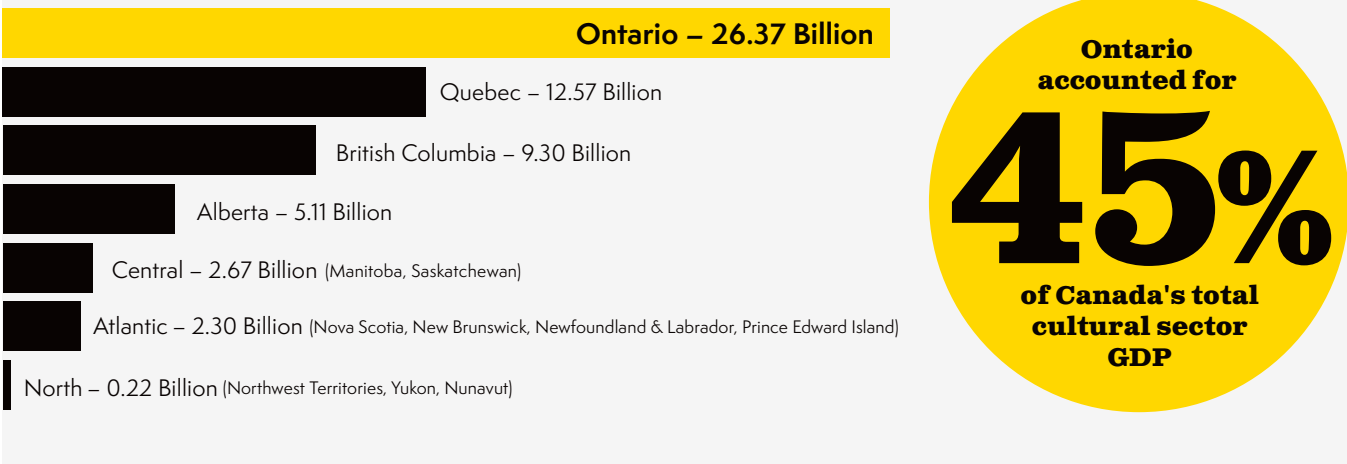 Ontario – 26.37 Billion
Quebec – 12.57 Billion
British Columbia – 9.30 Billion
Alberta – 5.11 Billion
Central – 2.67 Billion (Manitoba, Saskatchewan)
Atlantic – 2.30 Billion (Nova Scotia, New Brunswick, Newfoundland & Labrador, Prince Edward Island)
North – 0.22 Billion (Northwest Territories, Yukon, Nunavut)
Ontario
accounted for
45%
of Canada's total
cultural sector
GDP